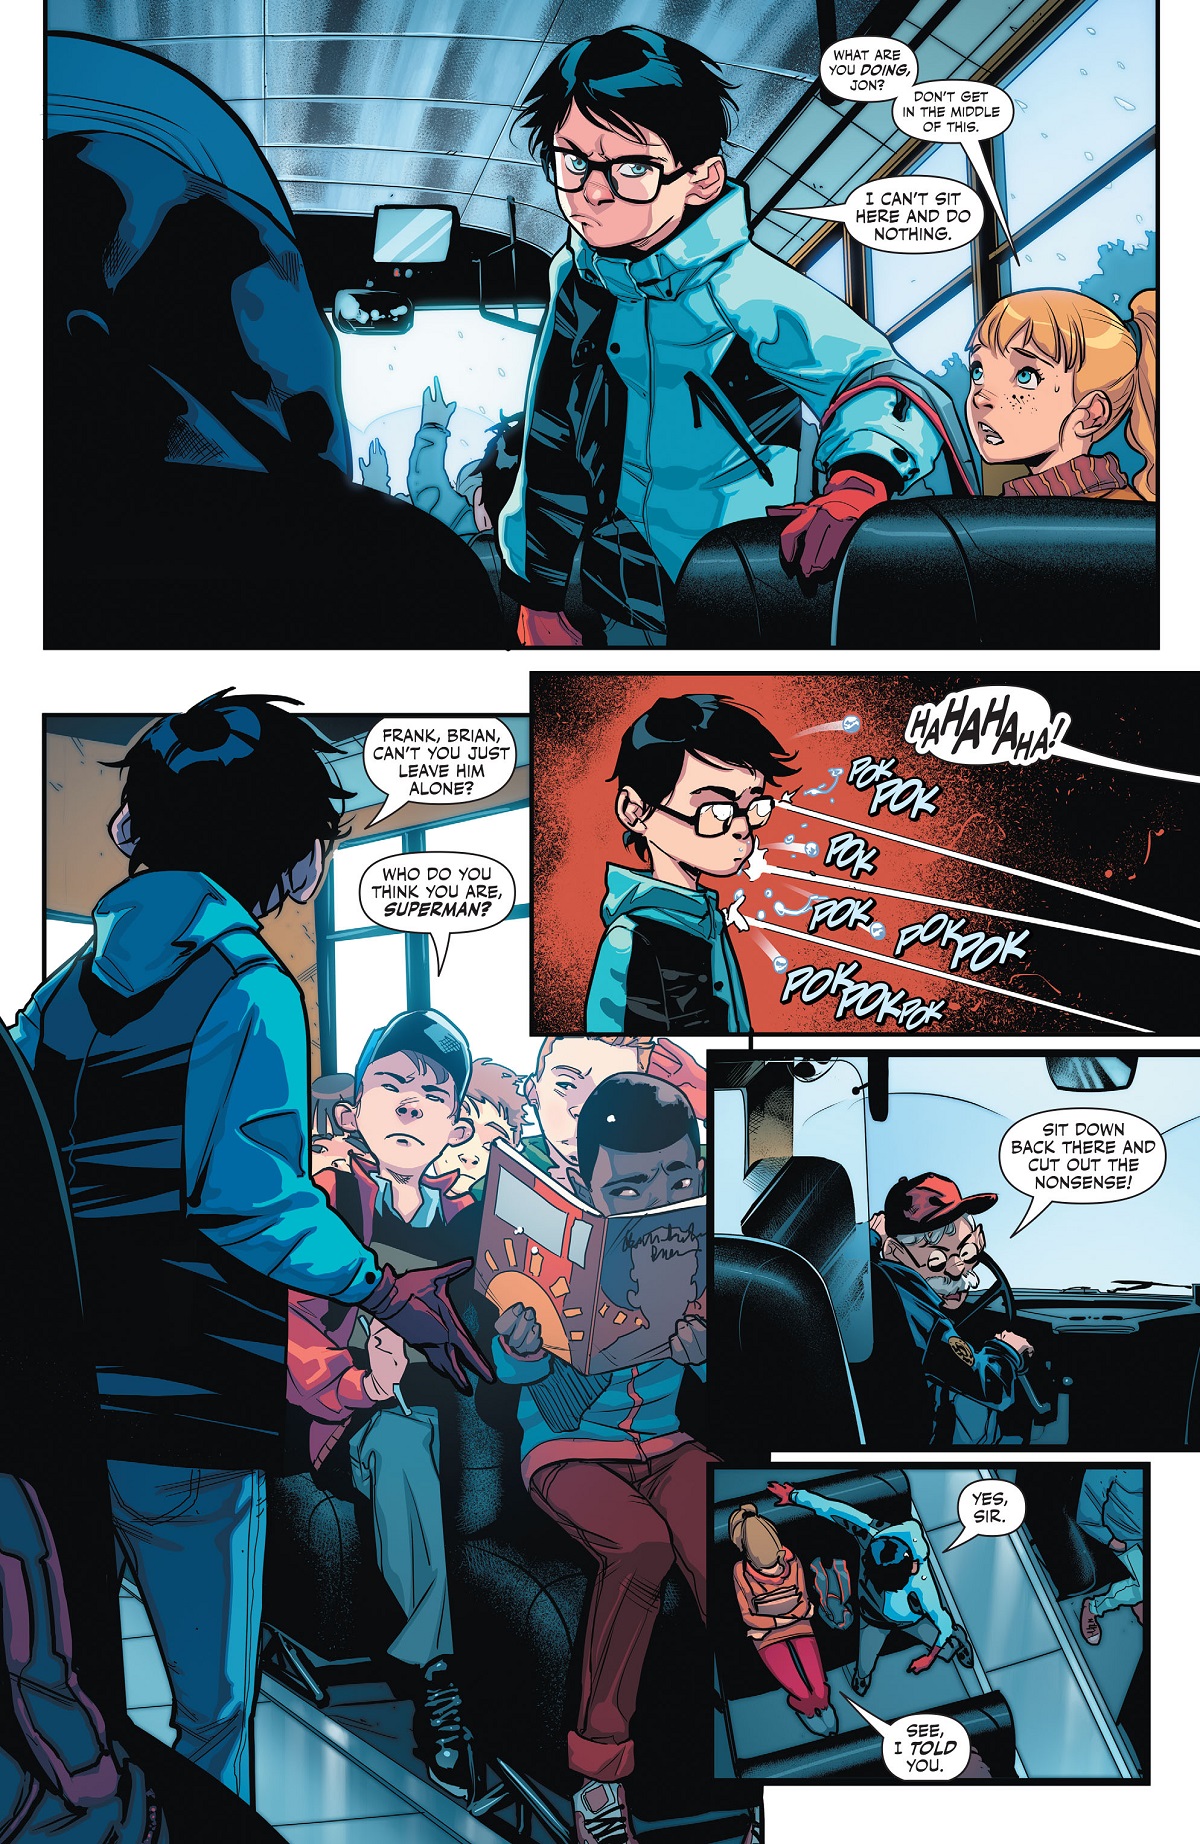 WHAT ARE
YOU DOING,
JON?
DON'T GET
IN THE MIDDLE
OF THIS.
I CAN'T SIT
HERE AND DO
NOTHING.
FRANK, BRIAN,
CAN'T YOU JUST
LEAVE HIM
ALONE?
WHO DO YOU
THINK YOU ARE,
SUPERMAN?
HAHAHAHA!
POK
POK
POK
POK
POK
POK
POK
POK
POK
SIT DOWN
BACK THERE AND
CUT OUT THE
NONSENSE!
YES,
SIR.
SEE,
I TOLD
YOU.